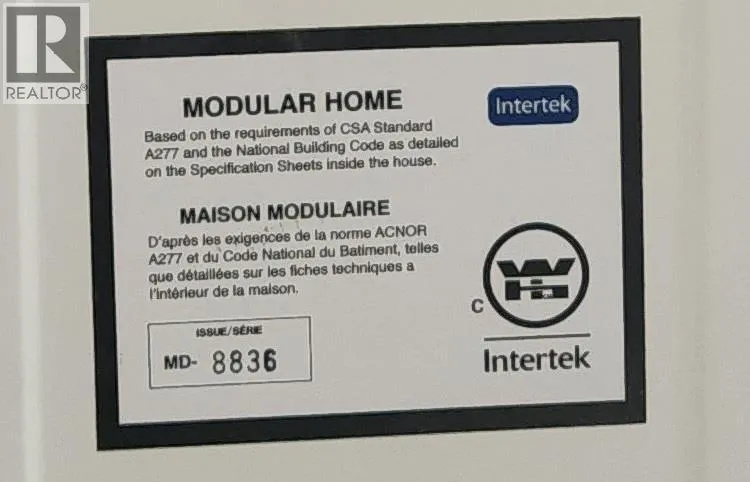 REALTOR®
MODULAR HOME
Based on the requirements of CSA Standard
A277 and the National Building Code as detailed
on the Specification Sheets inside the house.
Intertek
MAISON MODULAIRE
D'après les exigences de la norme ACNOR
A277 et du Code National du Batiment, telles
que détaillées sur les fiches techniques a
l'intérieur de la maison.
ISSUE/SÉRIE
MD- 8836
C
WH
Intertek